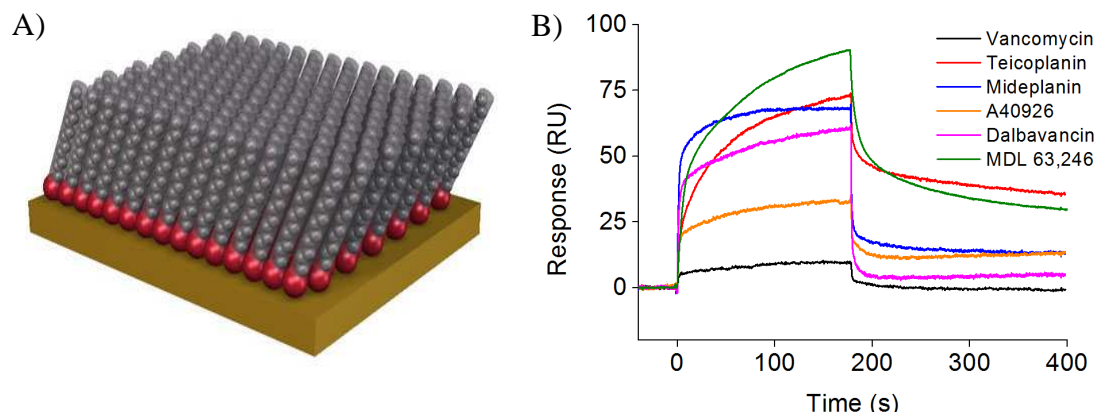 A)
B)
100
75
50
25
0
Response (RU)
Vancomycin
Teicoplanin
Mideplanin
A40926
Dalbavancin
MDL 63,246
0 100 200 300 400
Time (s)